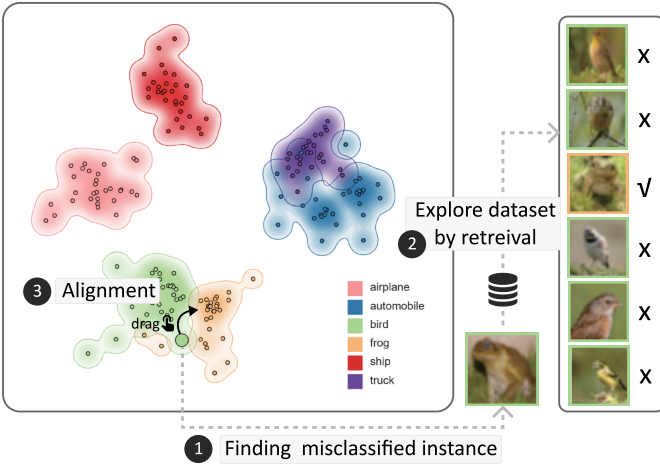 3 Alignment
drag
airplane
automobile
bird
frog
ship
truck
2 Explore dataset
by retreival
X
X
√
X
X
X
1 Finding misclassified instance